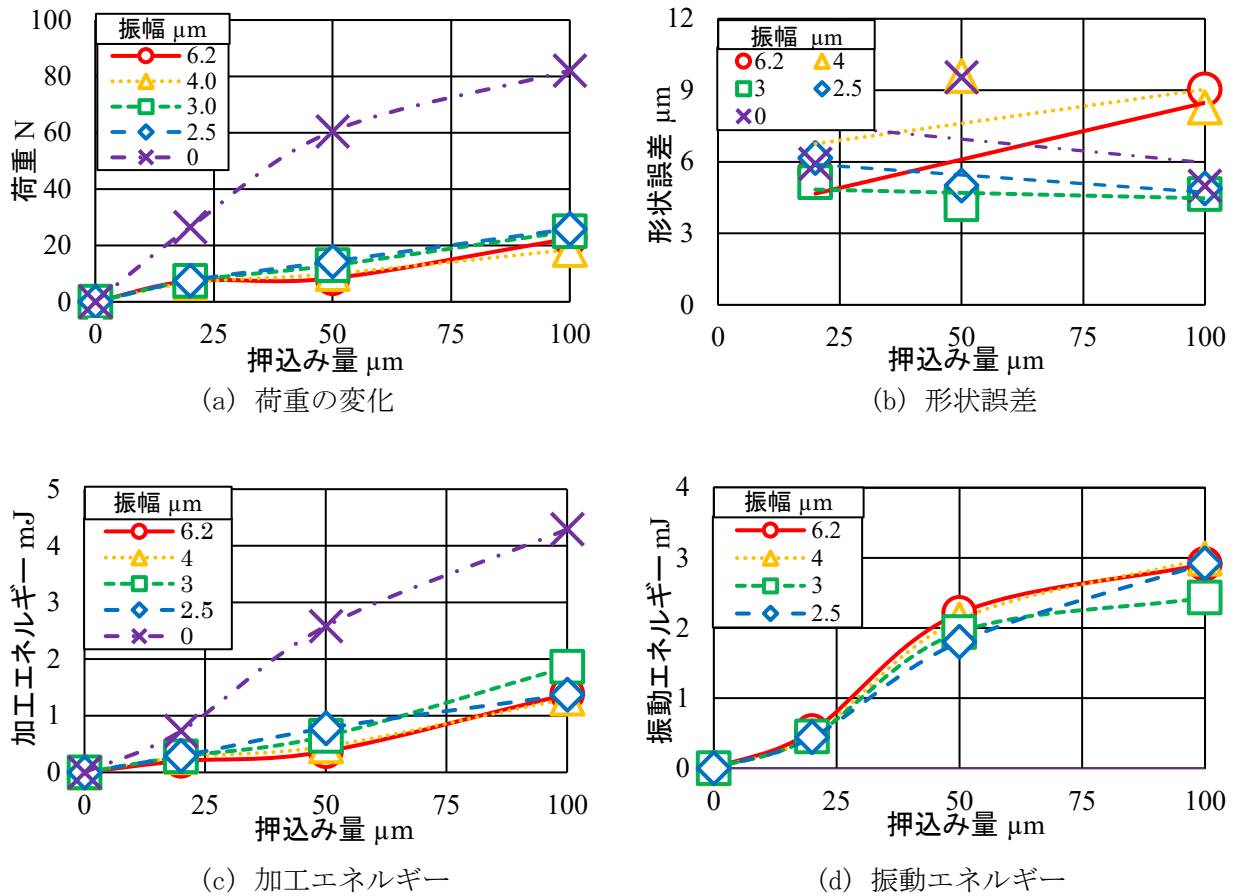 振幅 µm
6.2
4.0
3.0
2.5
0
100
80
60
40
20
0
荷重 N
0 25 50 75 100
押込み量 µm
(a) 荷重の変化
振幅 µm
6.2 4
3 2.5
0
12
9
6
3
0
形状誤差 µm
0 25 50 75 100
押込み量 µm
(b) 形状誤差
振幅 µm
6.2
4
3
2.5
0
5
4
3
2
1
0
加工エネルギー mJ
0 25 50 75 100
押込み量 µm
(c) 加工エネルギー
振幅 µm
6.2
4
3
2.5
4
3
2
1
0
振動エネルギー mJ
0 25 50 75 100
押込み量 µm
(d) 振動エネルギー